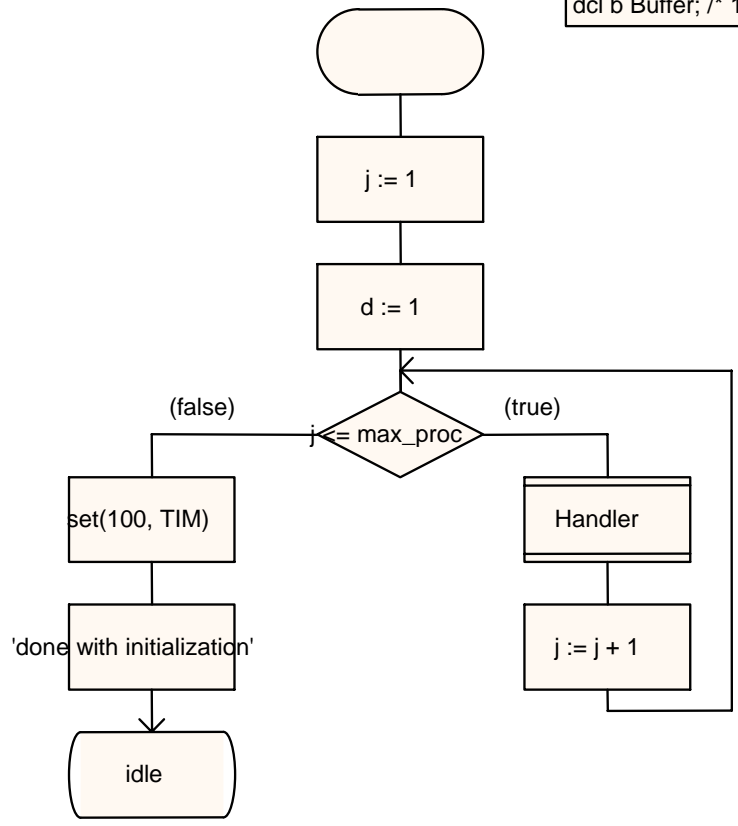 dcl b Buffer; /* 1
j := 1
d := 1
(false)
(true)
j <= max_proc
set(100, TIM)
Handler
'done with initialization'
j := j + 1
idle